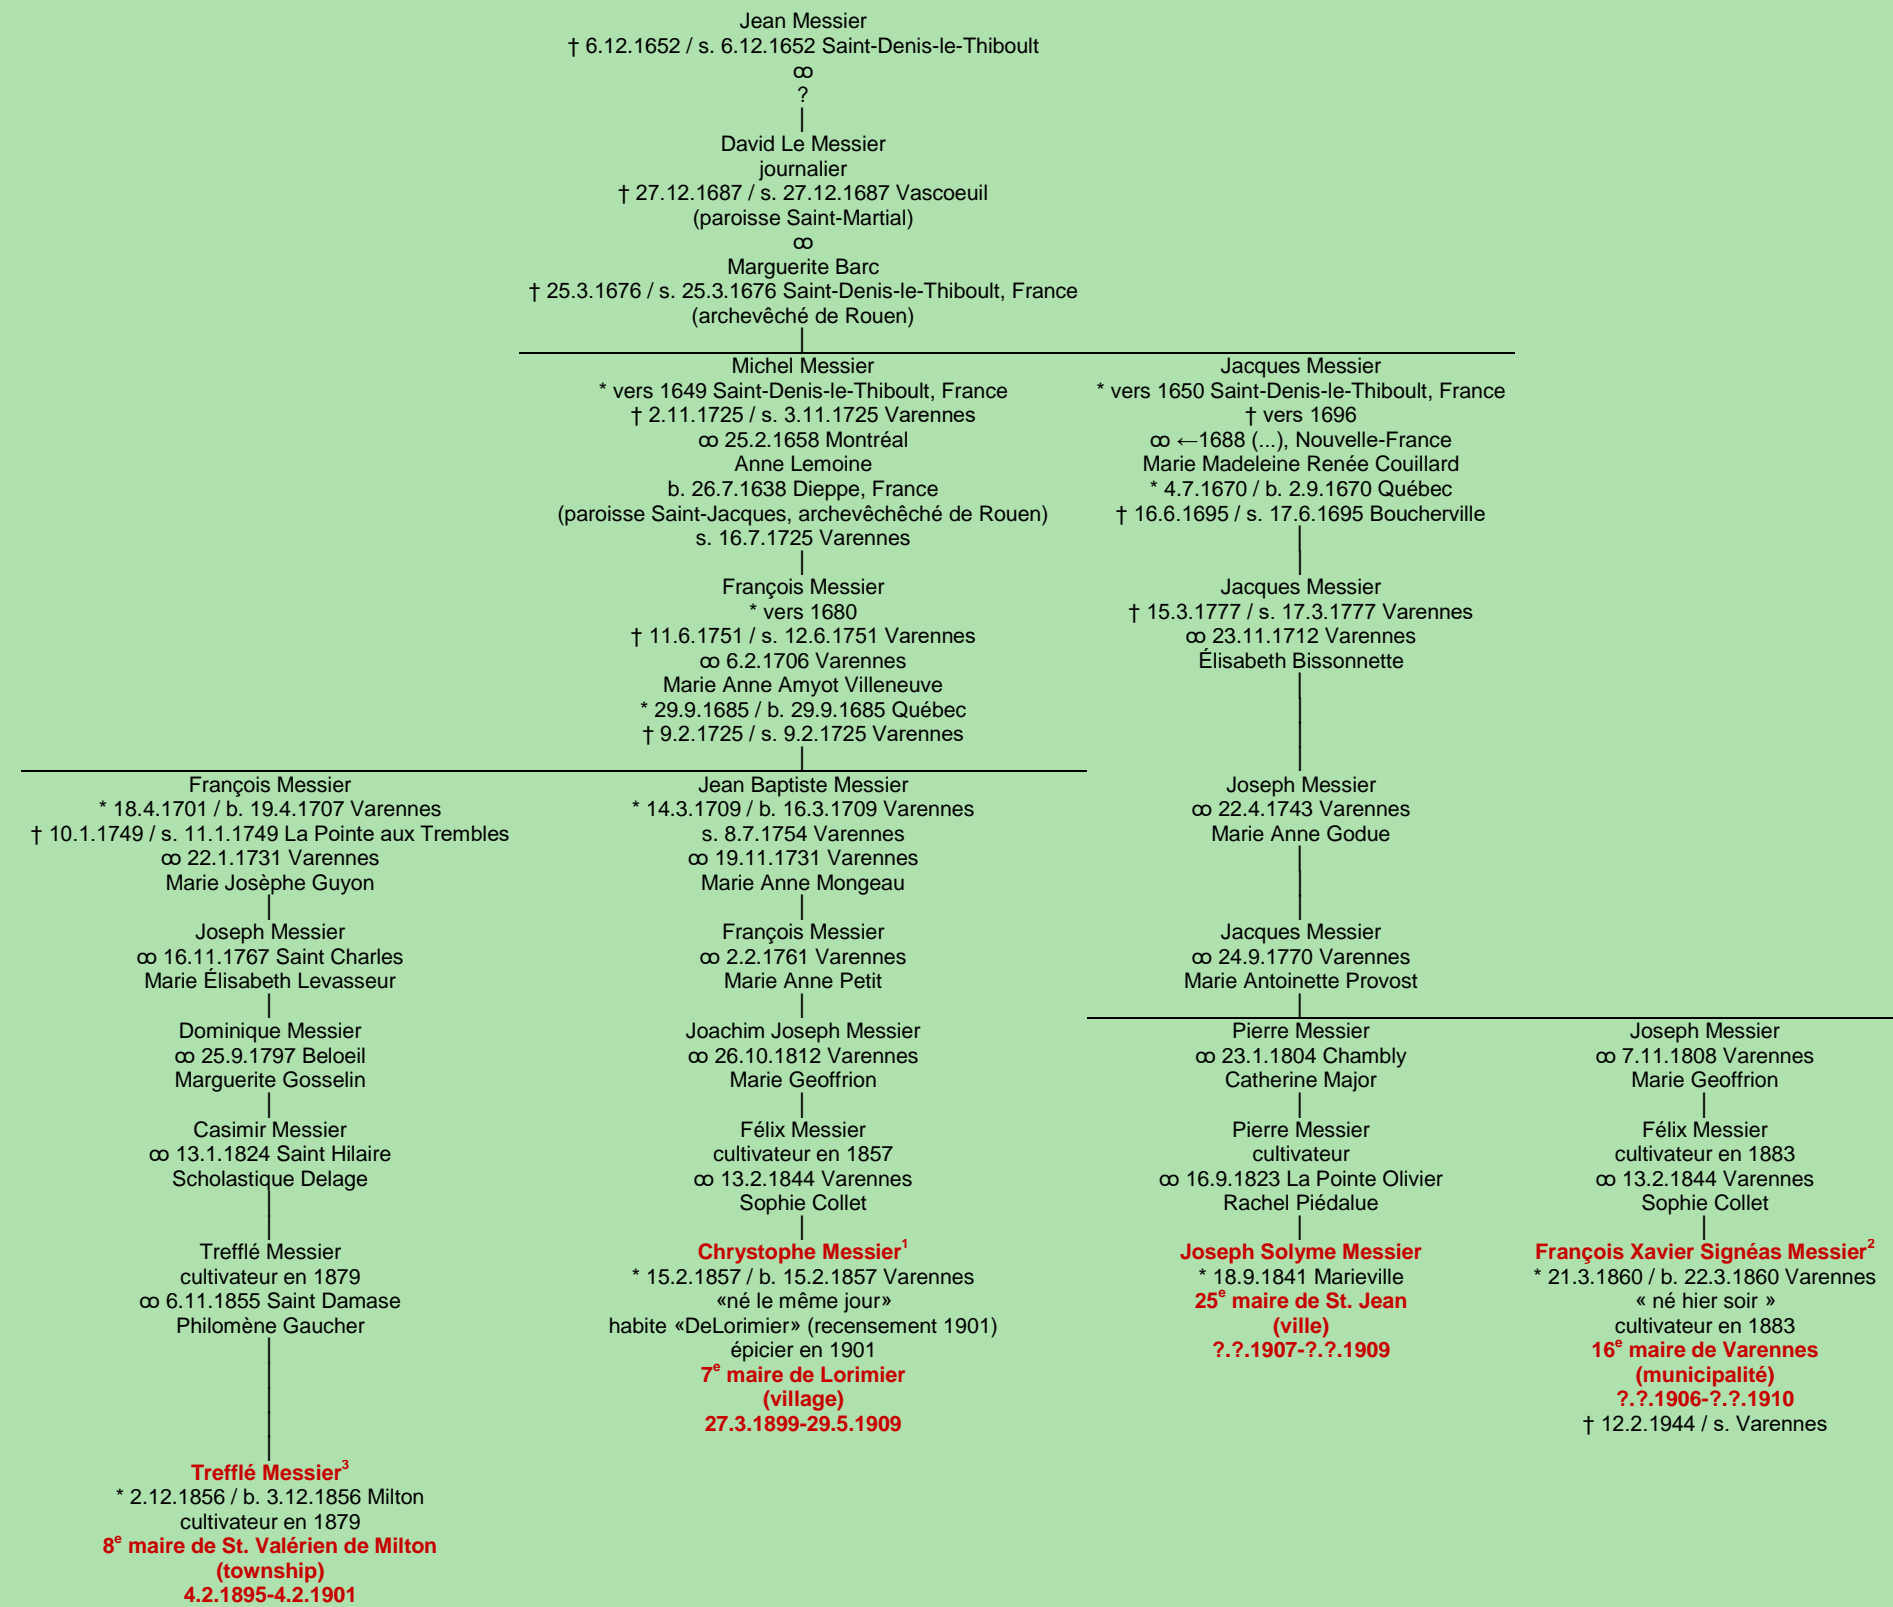 Jean Messier
† 6.12.1652 / s. 6.12.1652 Saint-Denis-le-Thiboult
ꝏ
?
David Le Messier
journalier
† 27.12.1687 / s. 27.12.1687 Vascoeuil
(paroisse Saint-Martial)
ꝏ
Marguerite Barc
† 25.3.1676 / s. 25.3.1676 Saint-Denis-le-Thiboult, France
(archevêché de Rouen)
Michel Messier
* vers 1649 Saint-Denis-le-Thiboult, France
† 2.11.1725 / s. 3.11.1725 Varennes
ꝏ 25.2.1658 Montréal
Anne Lemoine
b. 26.7.1638 Dieppe, France
(paroisse Saint-Jacques, archevêchêché de Rouen)
s. 16.7.1725 Varennes
Jacques Messier
* vers 1650 Saint-Denis-le-Thiboult, France
† vers 1696
ꝏ ←1688 (...), Nouvelle-France
Marie Madeleine Renée Couillard
* 4.7.1670 / b. 2.9.1670 Québec
† 16.6.1695 / s. 17.6.1695 Boucherville
François Messier
* vers 1680
† 11.6.1751 / s. 12.6.1751 Varennes
ꝏ 6.2.1706 Varennes
Marie Anne Amyot Villeneuve
* 29.9.1685 / b. 29.9.1685 Québec
† 9.2.1725 / s. 9.2.1725 Varennes
Jacques Messier
† 15.3.1777 / s. 17.3.1777 Varennes
ꝏ 23.11.1712 Varennes
Élisabeth Bissonnette
François Messier
* 18.4.1701 / b. 19.4.1707 Varennes
† 10.1.1749 / s. 11.1.1749 La Pointe aux Trembles
ꝏ 22.1.1731 Varennes
Marie Josèphe Guyon
Jean Baptiste Messier
* 14.3.1709 / b. 16.3.1709 Varennes
s. 8.7.1754 Varennes
ꝏ 19.11.1731 Varennes
Marie Anne Mongeau
Joseph Messier
ꝏ 22.4.1743 Varennes
Marie Anne Godue
Joseph Messier
ꝏ 16.11.1767 Saint Charles
Marie Élisabeth Levasseur
François Messier
ꝏ 2.2.1761 Varennes
Marie Anne Petit
Jacques Messier
ꝏ 24.9.1770 Varennes
Marie Antoinette Provost
Dominique Messier
ꝏ 25.9.1797 Beloeil
Marguerite Gosselin
Joachim Joseph Messier
ꝏ 26.10.1812 Varennes
Marie Geoffrion
Pierre Messier
ꝏ 23.1.1804 Chambly
Catherine Major
Joseph Messier
ꝏ 7.11.1808 Varennes
Marie Geoffrion
Casimir Messier
ꝏ 13.1.1824 Saint Hilaire
Scholastique Delage
Félix Messier
cultivateur en 1857
ꝏ 13.2.1844 Varennes
Sophie Collet
Pierre Messier
cultivateur
ꝏ 16.9.1823 La Pointe Olivier
Rachel Piédalue
Félix Messier
cultivateur en 1883
ꝏ 13.2.1844 Varennes
Sophie Collet
Trefflé Messier
cultivateur en 1879
ꝏ 6.11.1855 Saint Damase
Philomène Gaucher
Chrystophe Messier¹
* 15.2.1857 / b. 15.2.1857 Varennes
«né le même jour»
habite «DeLorimier» (recensement 1901)
épicier en 1901
7ᵉ maire de Lorimier
(village)
27.3.1899-29.5.1909
Joseph Solyme Messier
* 18.9.1841 Marieville
25ᵉ maire de St. Jean
(ville)
?.?.1907-?.?.1909
François Xavier Signéas Messier²
* 21.3.1860 / b. 22.3.1860 Varennes
« né hier soir »
cultivateur en 1883
16ᵉ maire de Varennes
(municipalité)
?.?.1906-?.?.1910
† 12.2.1944 / s. Varennes
Trefflé Messier³
* 2.12.1856 / b. 3.12.1856 Milton
cultivateur en 1879
8ᵉ maire de St. Valérien de Milton
(township)
4.2.1895-4.2.1901